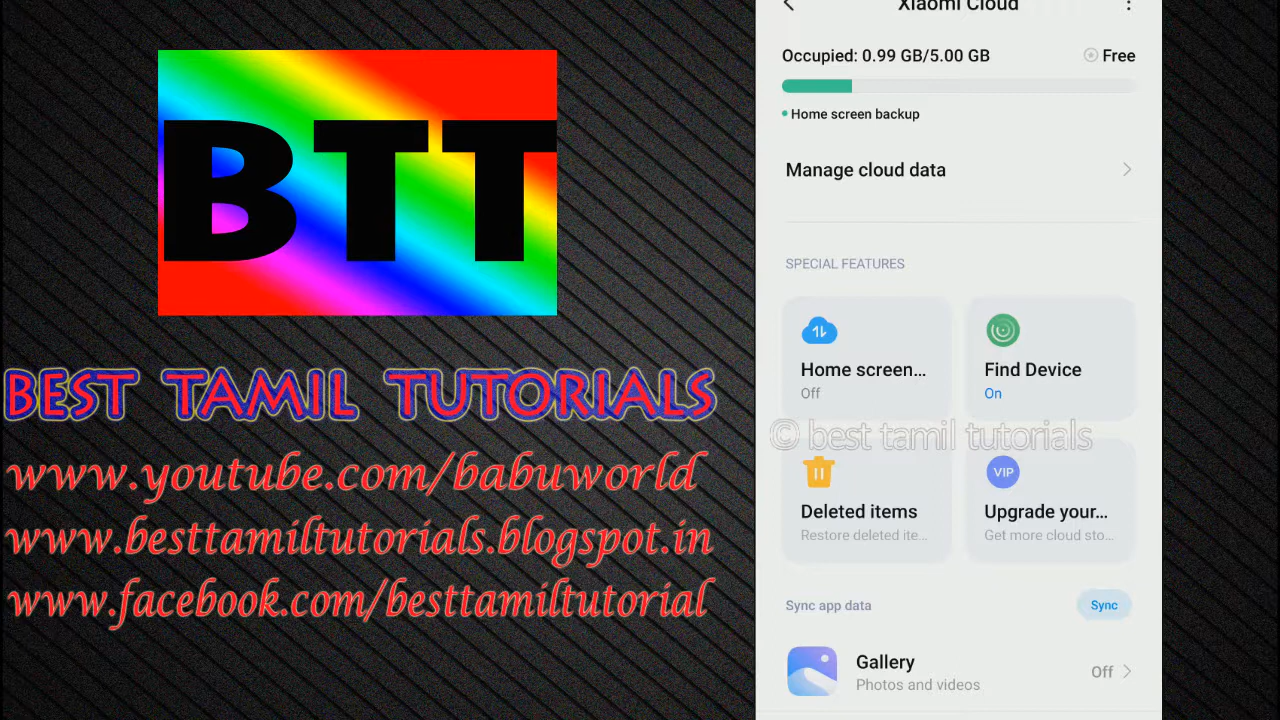 BTT
BEST TAMIL TUTORIALS
www.youtube.com/babuworld
www.besttamiltutorials.blogspot.in
www.facebook.com/besttamiltutorial
Xiaomi Cloud
Occupied: 0.99 GB/5.00 GB
Free
Home screen backup
Manage cloud data
SPECIAL FEATURES
Home screen...
Off
Find Device
On
© best tamil tutorials
Deleted items
Restore deleted ite...
VIP
Upgrade your...
Get more cloud sto...
Sync app data
Sync
Gallery
Photos and videos
Off